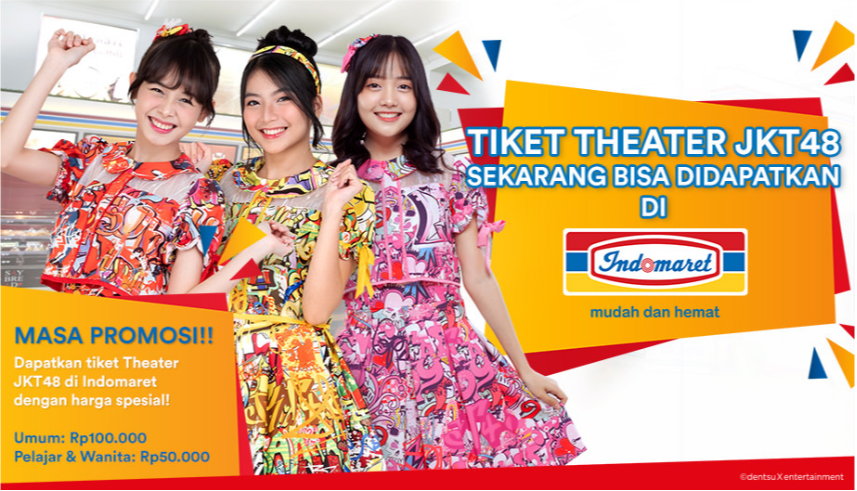 TIKET THEATER JKT48
SEKARANG BISA DIDAPATKAN
DI
Indomaret
mudah dan hemat
MASA PROMOSI!!
Dapatkan tiket Theater
JKT48 di Indomaret
dengan harga spesial!
Umum: Rp100.000
Pelajar & Wanita: Rp50.000
©dentsu X entertainment